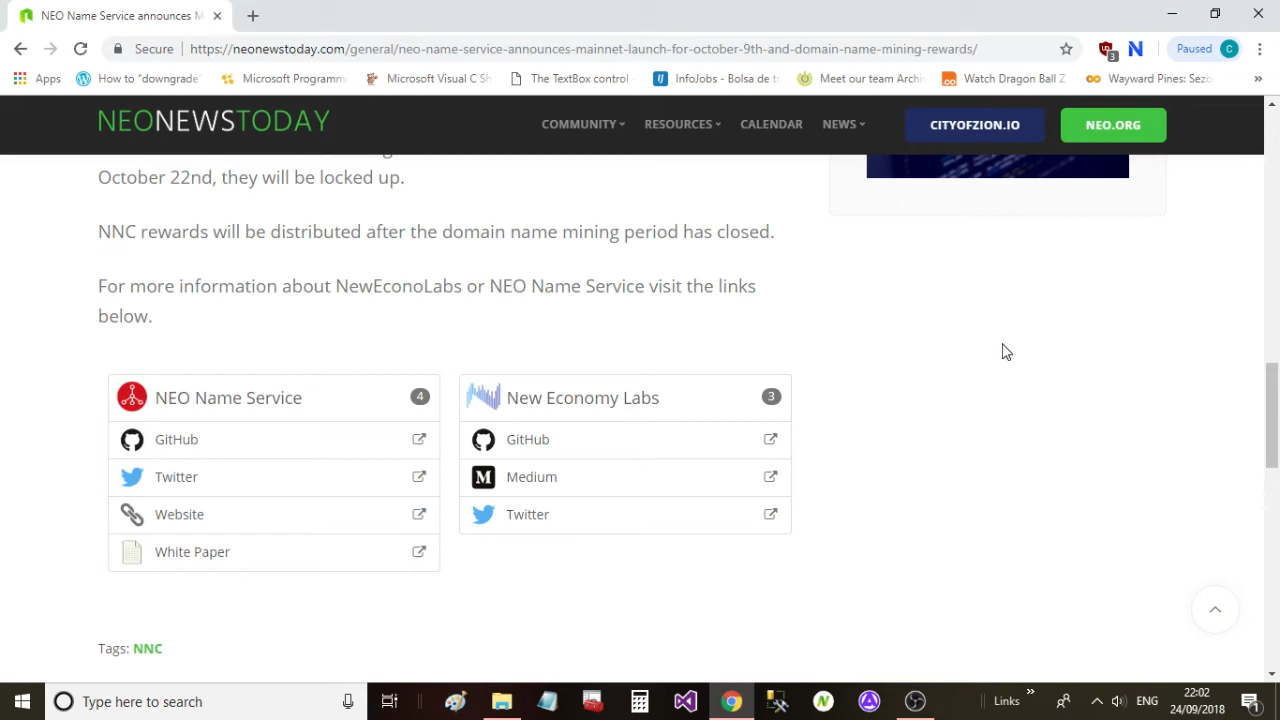 NEO Name Service announces M
Secure
https://neonewstoday.com/general/neo-name-service-announces-mainnet-launch-for-october-9th-and-domain-name-mining-rewards/
3
N
Paused
C
Apps
How to "downgrade"
Microsoft Programm
Microsoft Visual C Sh
The TextBox control
InfoJobs - Bolsa de t
Meet our team Archi
Watch Dragon Ball Z
Wayward Pines: Sezo
»
NEONEWSTODAY
COMMUNITY
RESOURCES
CALENDAR
NEWS
CITYOFZION.IO
NEO.ORG
October 22nd, they will be locked up.
NNC rewards will be distributed after the domain name mining period has closed.
For more information about NewEconoLabs or NEO Name Service visit the links
below.
NEO Name Service
4
GitHub
Twitter
Website
White Paper
New Economy Labs
3
GitHub
Medium
Twitter
Tags: NNC
Type here to search
Links
»
ENG
22:02
24/09/2018
1